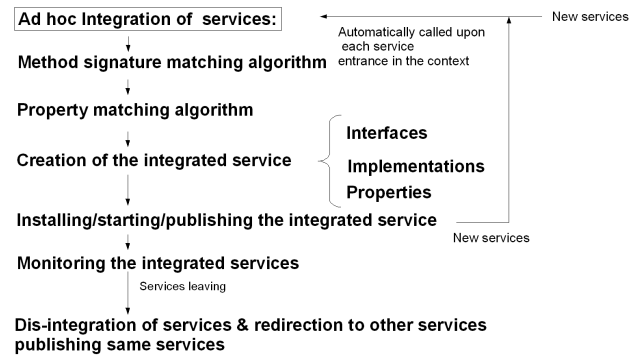 Ad hoc Integration of services:
New services
Automatically called upon
each service
entrance in the context
Method signature matching algorithm
Property matching algorithm
Creation of the integrated service
Interfaces
Implementations
Properties
Installing/starting/publishing the integrated service
New services
Monitoring the integrated services
Services leaving
Dis-integration of services & redirection to other services
publishing same services